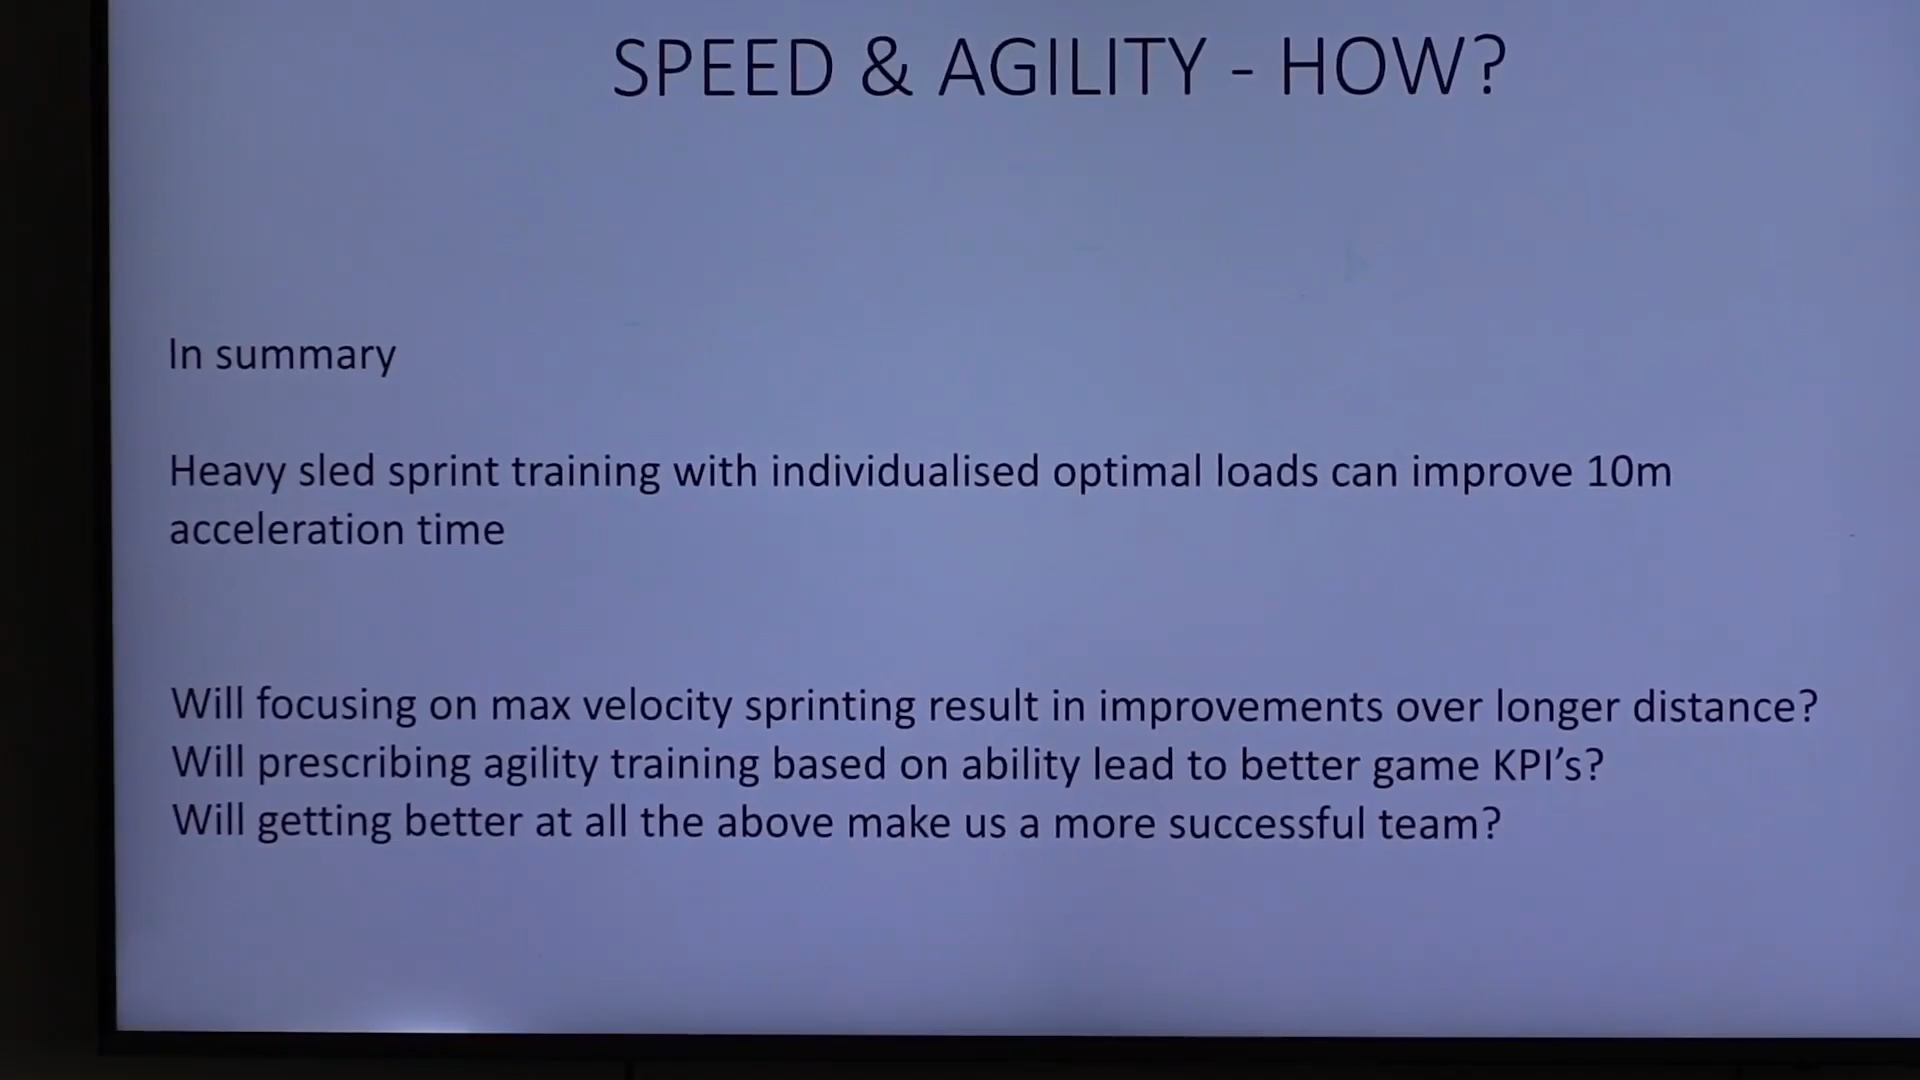 SPEED & AGILITY - HOW?
In summary
Heavy sled sprint training with individualised optimal loads can improve 10m
acceleration time
Will focusing on max velocity sprinting result in improvements over longer distance?
Will prescribing agility training based on ability lead to better game KPI’s?
Will getting better at all the above make us a more successful team?